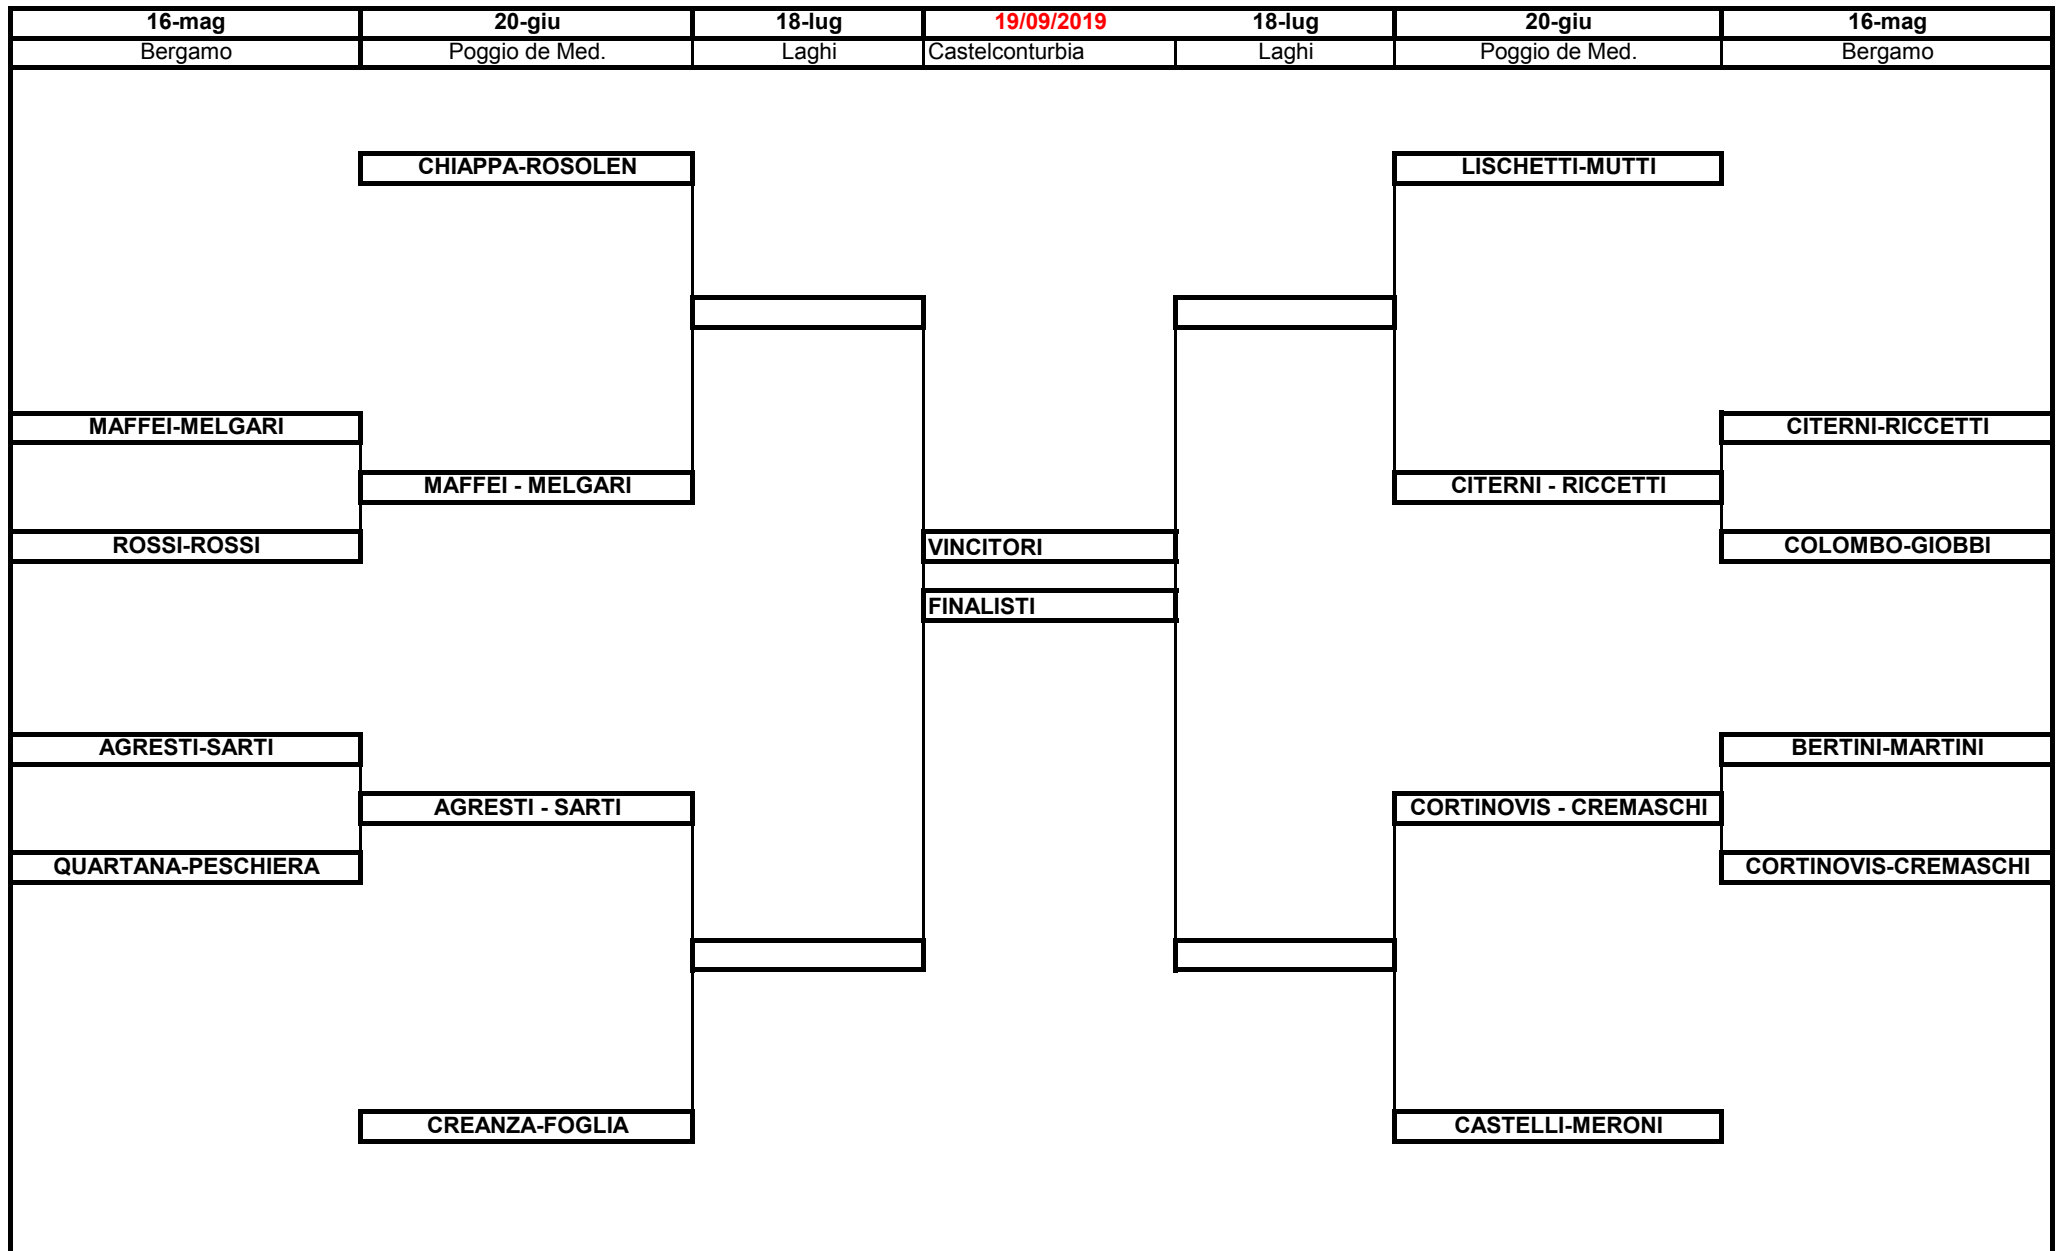 16-mag 20-giu 18-lug 19/09/2019 18-lug 20-giu 16-mag
Bergamo Poggio de Med. Laghi Castelconturbia Laghi Poggio de Med. Bergamo
CHIAPPA-ROSOLEN LISCHETTI-MUTTI
MAFFEI-MELGARI CITERNI-RICCETTI
MAFFEI - MELGARI CITERNI - RICCETTI
ROSSI-ROSSI VINCITORI COLOMBO-GIOBBI
FINALISTI
AGRESTI-SARTI BERTINI-MARTINI
AGRESTI - SARTI CORTINOVIS - CREMASCHI
QUARTANA-PESCHIERA CORTINOVIS-CREMASCHI
CREANZA-FOGLIA CASTELLI-MERONI